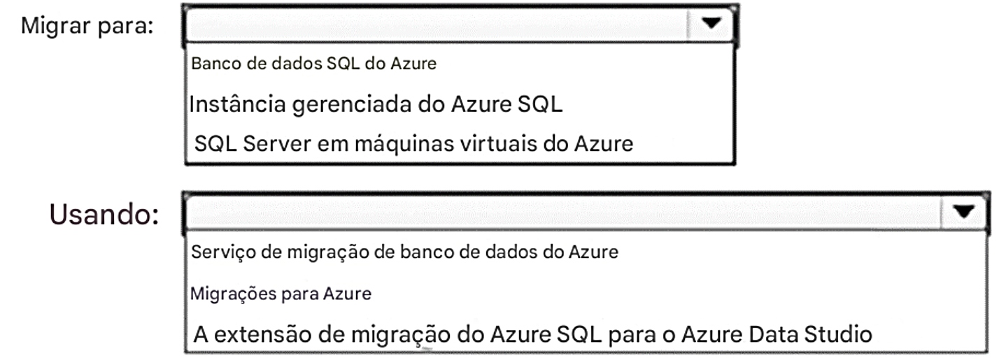 Migrar para:
Banco de dados SQL do Azure
Instância gerenciada do Azure SQL
SQL Server em máquinas virtuais do Azure
Usando:
Serviço de migração de banco de dados do Azure
Migrações para Azure
A extensão de migração do Azure SQL para o Azure Data Studio